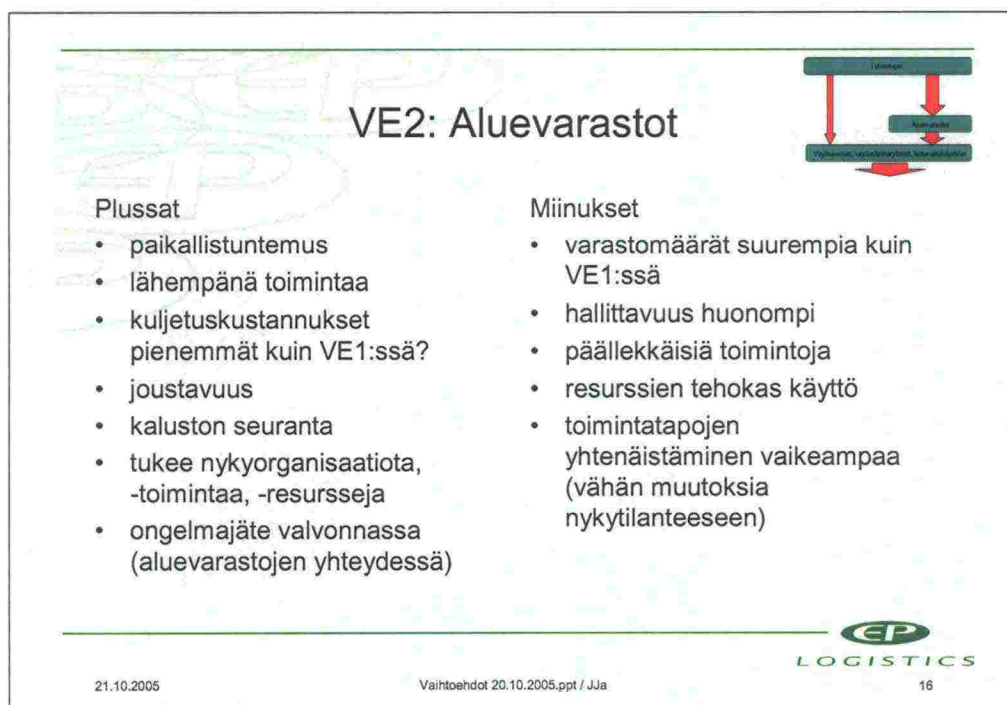 VE2: Aluevarastot
Plussat
• paikallistuntemus
• lähempänä toimintaa
• kuljetuskustannukset
pienemmät kuin VE1:ssä?
• joustavuus
• kaluston seuranta
• tukee nykyorganisaatiota,
-toimintaa, -resursseja
• ongelmajäte valvonnassa
(aluevarastojen yhteydessä)
Miinukset
• varastomäärät suurempia kuin
VE1:ssä
• hallittavuus huonompi
• päällekkäisiä toimintoja
• resurssien tehokas käyttö
• toimintatapojen
yhtenäistäminen vaikeampaa
(vähän muutoksia
nykytilanteeseen)
EP
LOGISTICS
21.10.2005
Vaihtoehdot 20.10.2005.ppt / JJa
16